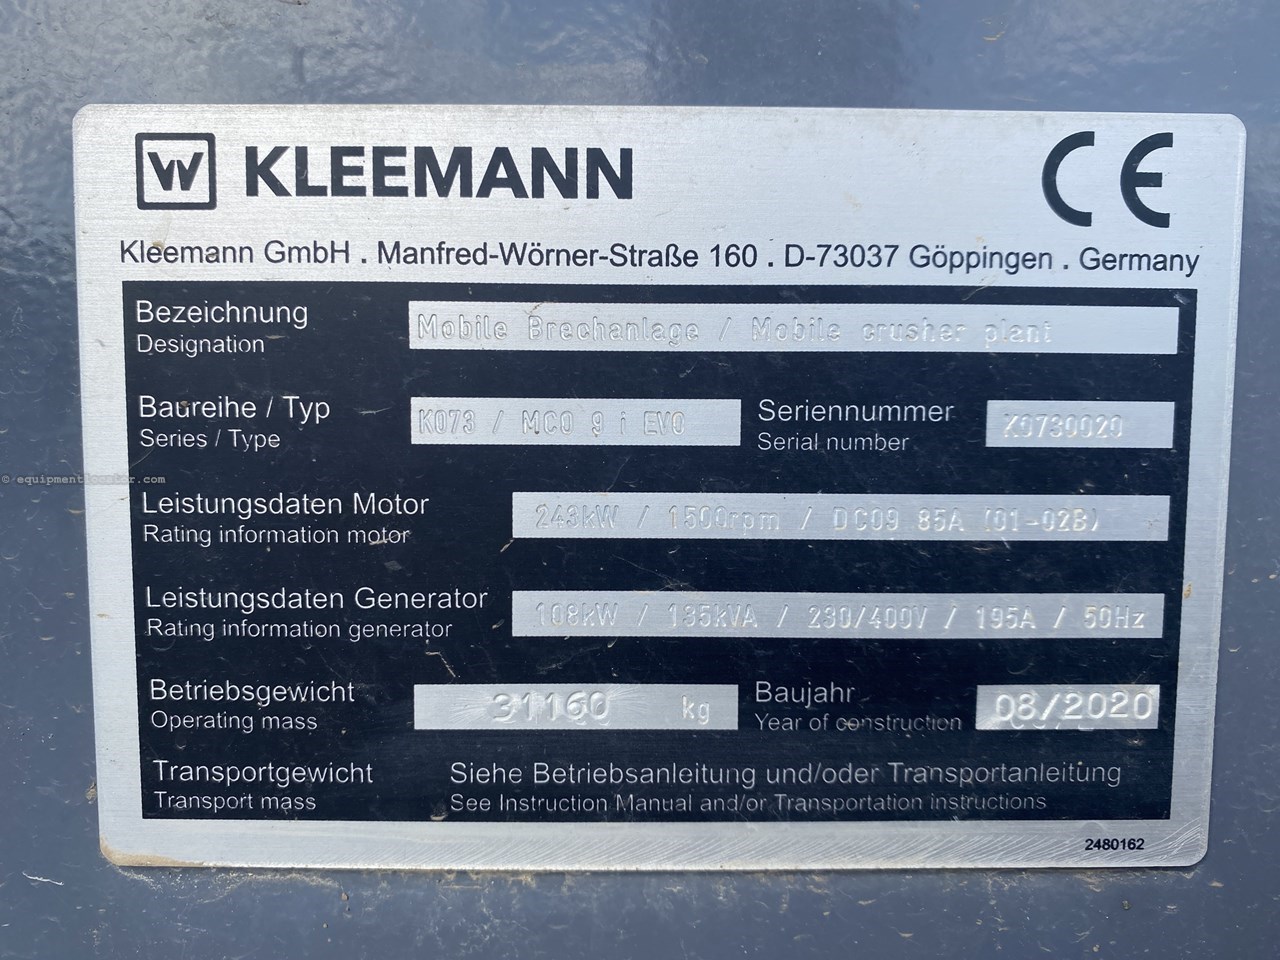 W KLEEMANN CE
Kleemann GmbH . Manfred-Wörner-Straße 160 . D-73037 Göppingen . Germany
Bezeichnung
Designation
Mobile Brechanlage / Mobile crusher plant
Baureihe / Typ
Series / Type
K073 / MCO 9 i EVO
Seriennummer
Serial number
K0730020
Leistungsdaten Motor
Rating information motor
243kW / 1500rpm / DC09 85A (01-02B)
Leistungsdaten Generator
Rating information generator
108kW / 135kVA / 230/400V / 195A / 50Hz
Betriebsgewicht
Operating mass
31160 kg
Baujahr
Year of construction
08/2020
Transportgewicht
Transport mass
Siehe Betriebsanleitung und/oder Transportanleitung
See Instruction Manual and/or Transportation instructions
2480162
© equipmentlocator.com